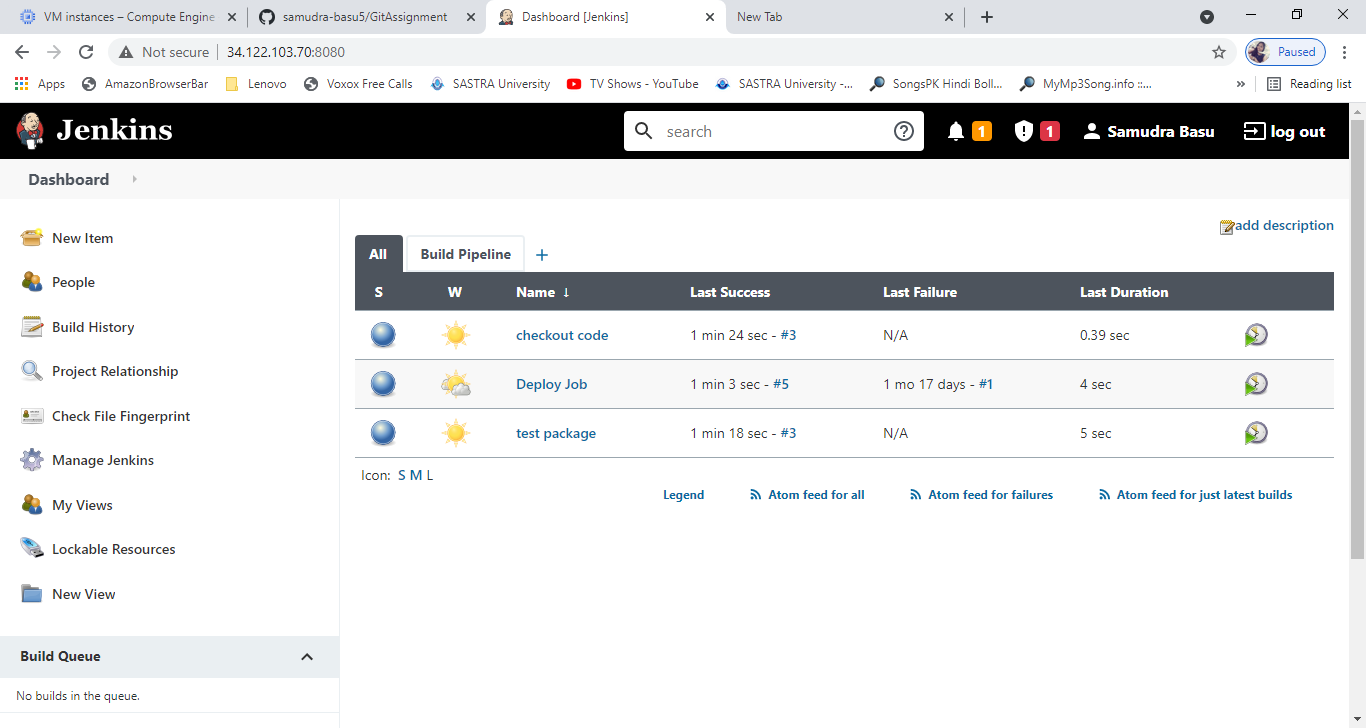 VM instances – Compute Engine
samudra-basu5/GitAssignment
Dashboard [Jenkins]
New Tab
Not secure
34.122.103.70:8080
Paused
Apps
AmazonBrowserBar
Lenovo
Voxox Free Calls
SASTRA University
TV Shows - YouTube
SASTRA University -...
SongsPK Hindi Boll...
MyMp3Song.info ::...
»
Reading list
Jenkins
search
1
1
Samudra Basu
log out
Dashboard
New Item
People
Build History
Project Relationship
Check File Fingerprint
Manage Jenkins
My Views
Lockable Resources
New View
Build Queue
No builds in the queue.
add description
All
Build Pipeline
+
S W Name ↓ Last Success Last Failure Last Duration
checkout code 1 min 24 sec - #3 N/A 0.39 sec
Deploy Job 1 min 3 sec - #5 1 mo 17 days - #1 4 sec
test package 1 min 18 sec - #3 N/A 5 sec
Icon: S M L
Legend Atom feed for all Atom feed for failures Atom feed for just latest builds